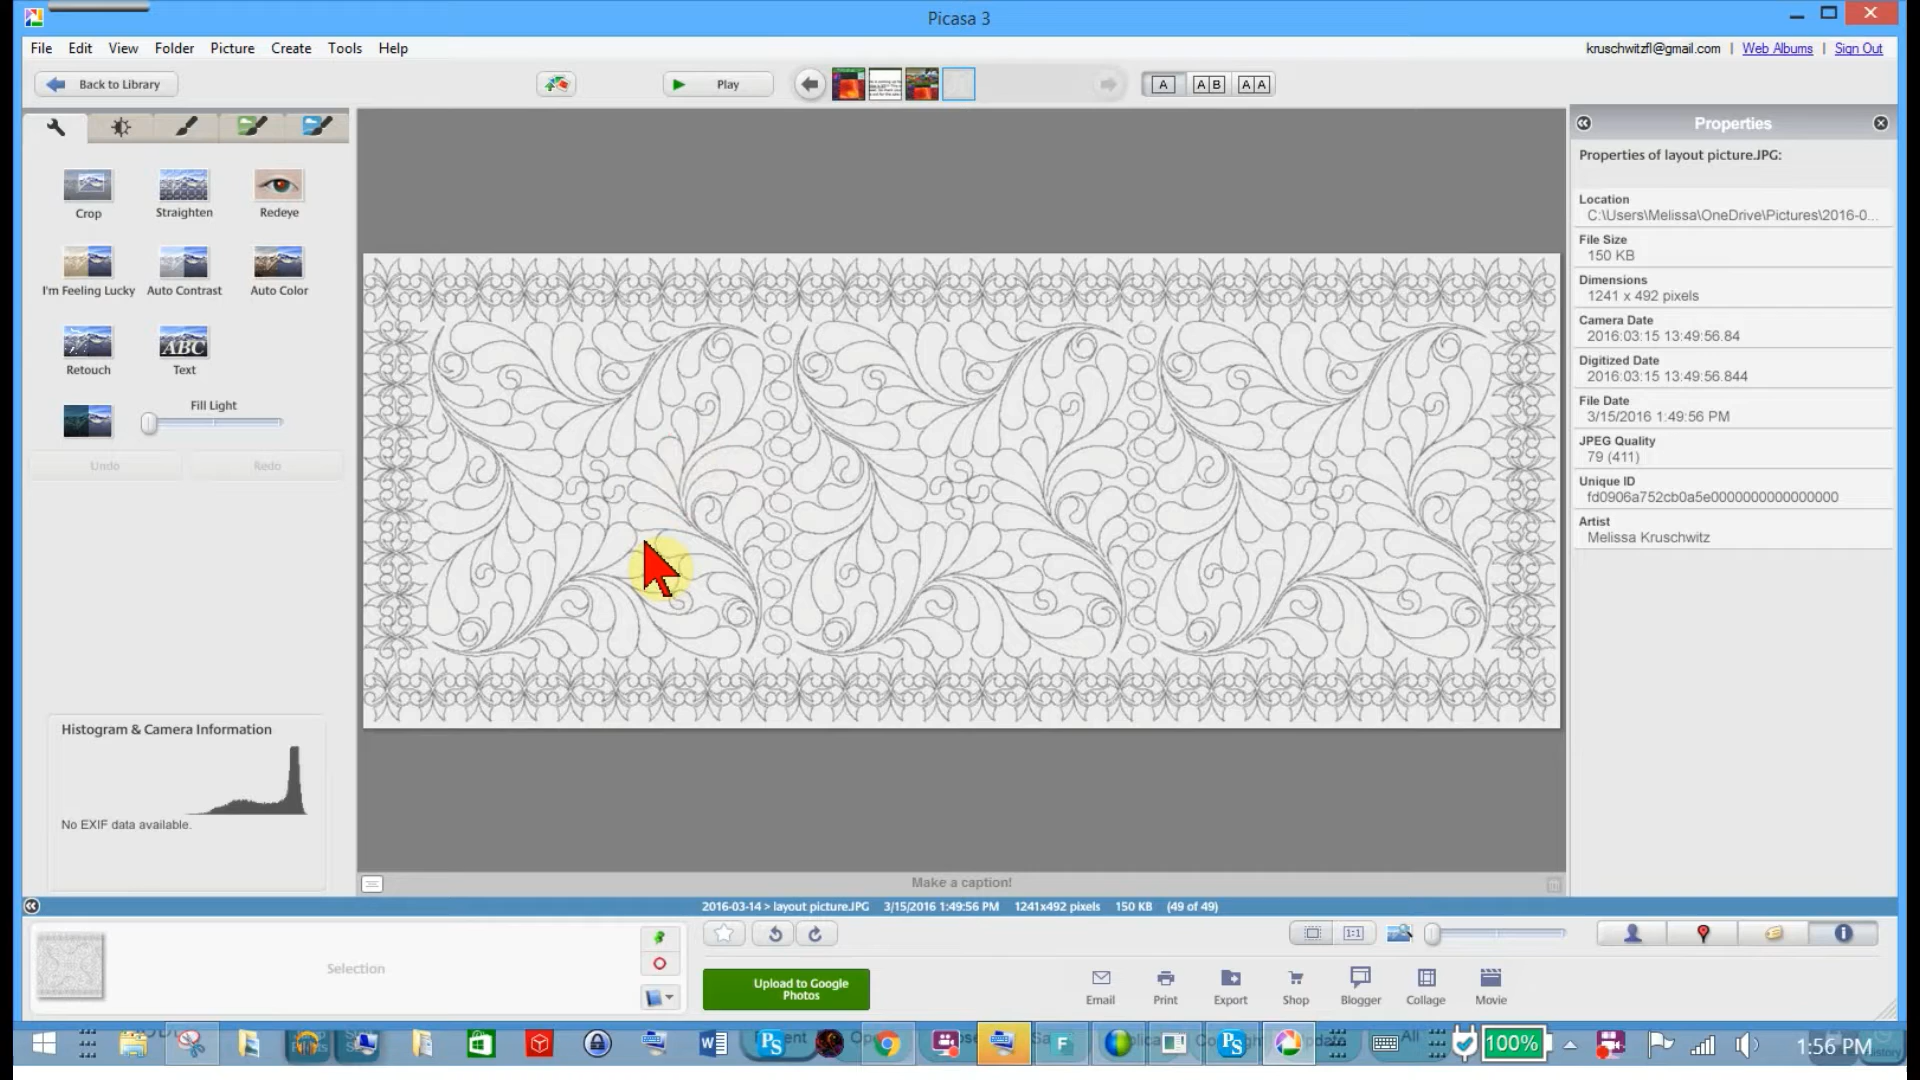 Picasa 3
File Edit View Folder Picture Create Tools Help
kruschwitzfl@gmail.com | Web Albums | Sign Out
Back to Library
Play
A
A B
A A
Properties
Properties of layout picture.JPG:
Crop
Straighten
Redeye
Location
C:\Users\Melissa\OneDrive\Pictures\2016-0...
File Size
150 KB
I'm Feeling Lucky
Auto Contrast
Auto Color
Dimensions
1241 x 492 pixels
Camera Date
2016:03:15 13:49:56.84
ABC
Retouch
Text
Digitized Date
2016:03:15 13:49:56.844
Fill Light
File Date
3/15/2016 1:49:56 PM
Undo
Redo
JPEG Quality
79 (411)
Unique ID
fd0906a752cb0a5e0000000000000000
Artist
Melissa Kruschwitz
Histogram & Camera Information
No EXIF data available.
Make a caption!
2016-03-14 > layout picture.JPG 3/15/2016 1:49:56 PM 1241x492 pixels 150 KB (49 of 49)
1:1
Selection
Upload to Google
Photos
Email
Print
Export
Shop
Blogger
Collage
Movie
100%
1:56 PM